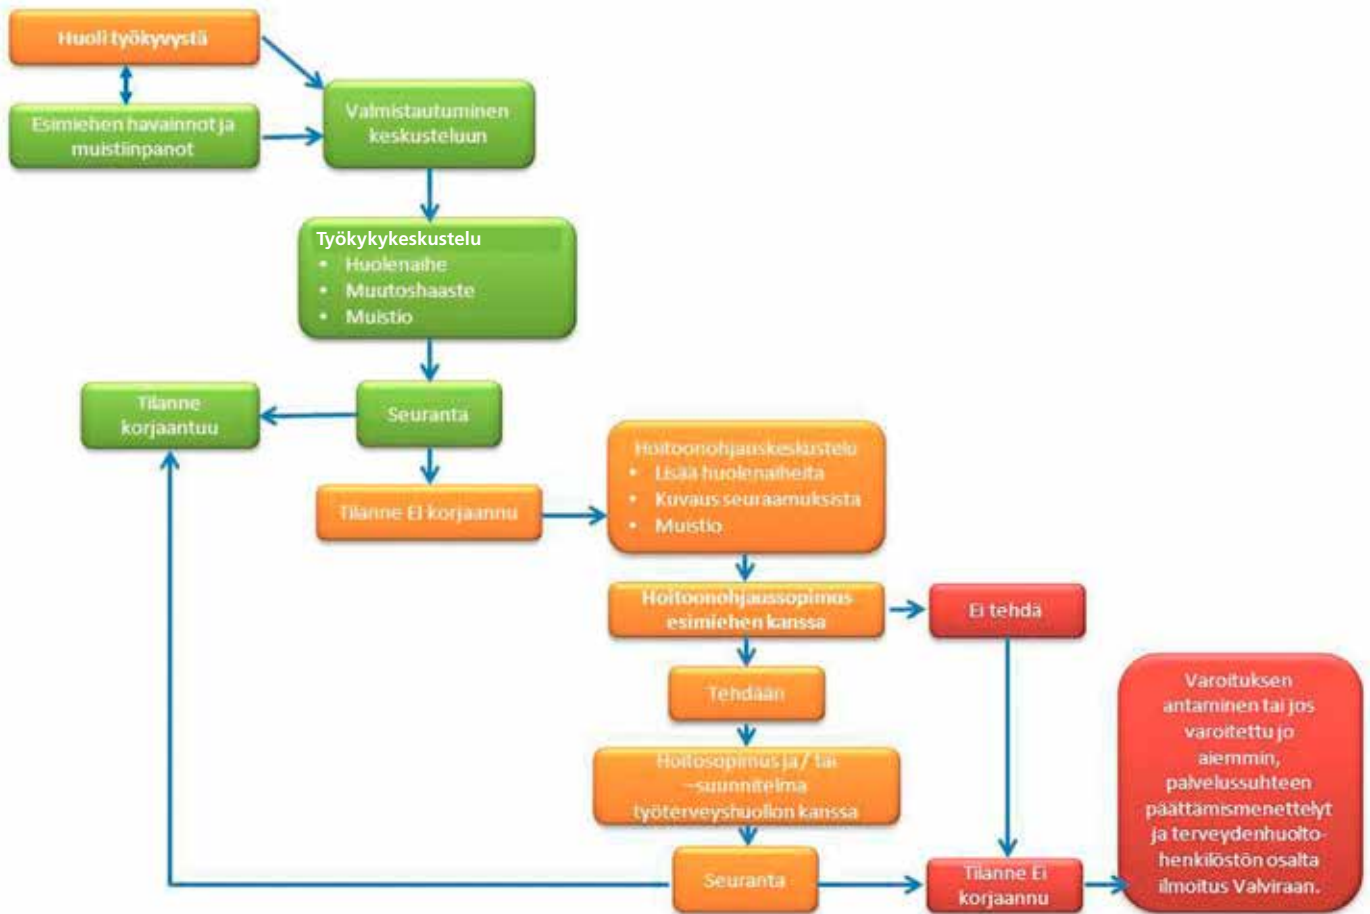 Huoli työkyvystä
Esimiehen havainnot ja
muistiinpanot
Valmistautuminen
keskusteluun
Työkykykeskustelu
• Huolenaihe
• Muutoshaaste
• Muistio
Tilanne
korjaantuu
Seuranta
Tilanne EI korjaannu
Hoitoonohjauskeskustelu
• Lisää huolenaiheita
• Kuvaus seuraamuksista
• Muistio
Hoitoonohjaussopimus
esimiehen kanssa
Ei tehdä
Tehdään
Hoitosopimus ja / tai
–suunnitelma
työterveyshuollon kanssa
Seuranta
Tilanne Ei
korjaannu
Varoituksen
antaminen tai jos
varoitettu jo
aiemmin,
palvelussuhteen
päättämismenettelyt
ja terveydenhuolto-
henkilöstön osalta
ilmoitus Valviraan.